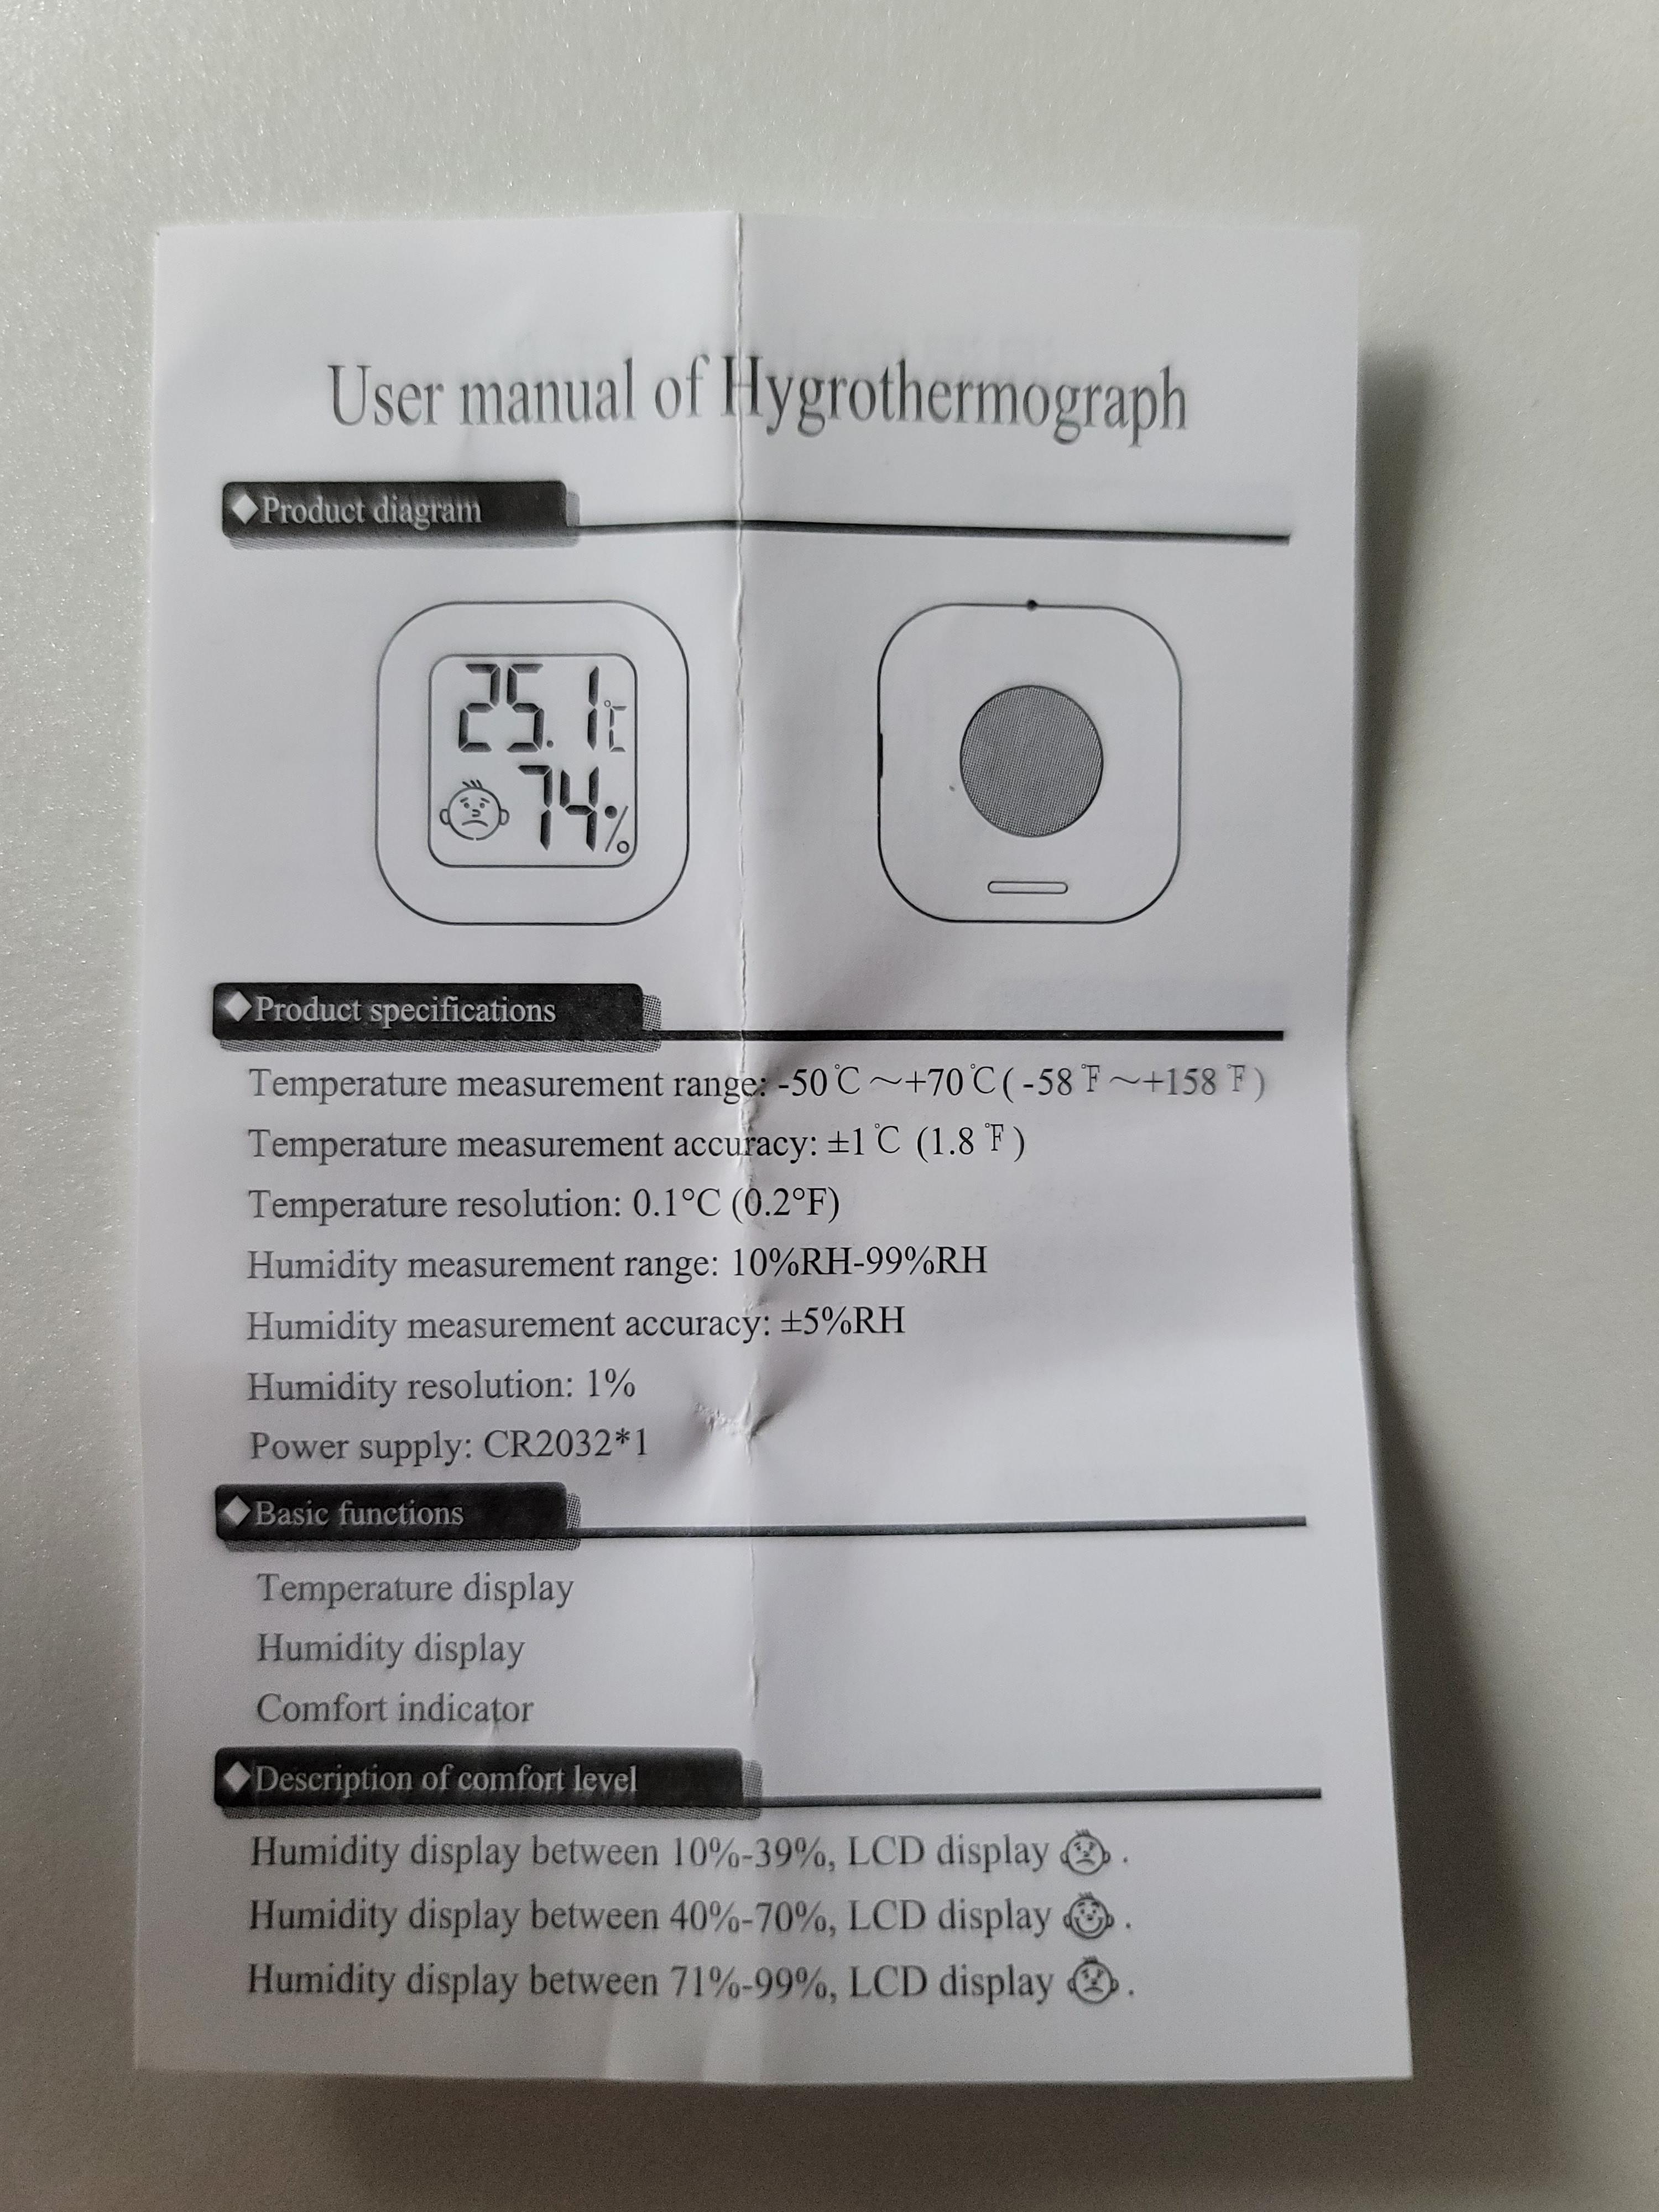 User manual of Hygrothermograph
◆Product diagram
25.1℃
74%
◆Product specifications
Temperature measurement range: -50℃～+70℃( -58℉～+158℉)
Temperature measurement accuracy: ±1℃ (1.8℉)
Temperature resolution: 0.1°C (0.2°F)
Humidity measurement range: 10%RH-99%RH
Humidity measurement accuracy: ±5%RH
Humidity resolution: 1%
Power supply: CR2032*1
◆Basic functions
Temperature display
Humidity display
Comfort indicator
◆Description of comfort level
Humidity display between 10%-39%, LCD display .
Humidity display between 40%-70%, LCD display .
Humidity display between 71%-99%, LCD display .